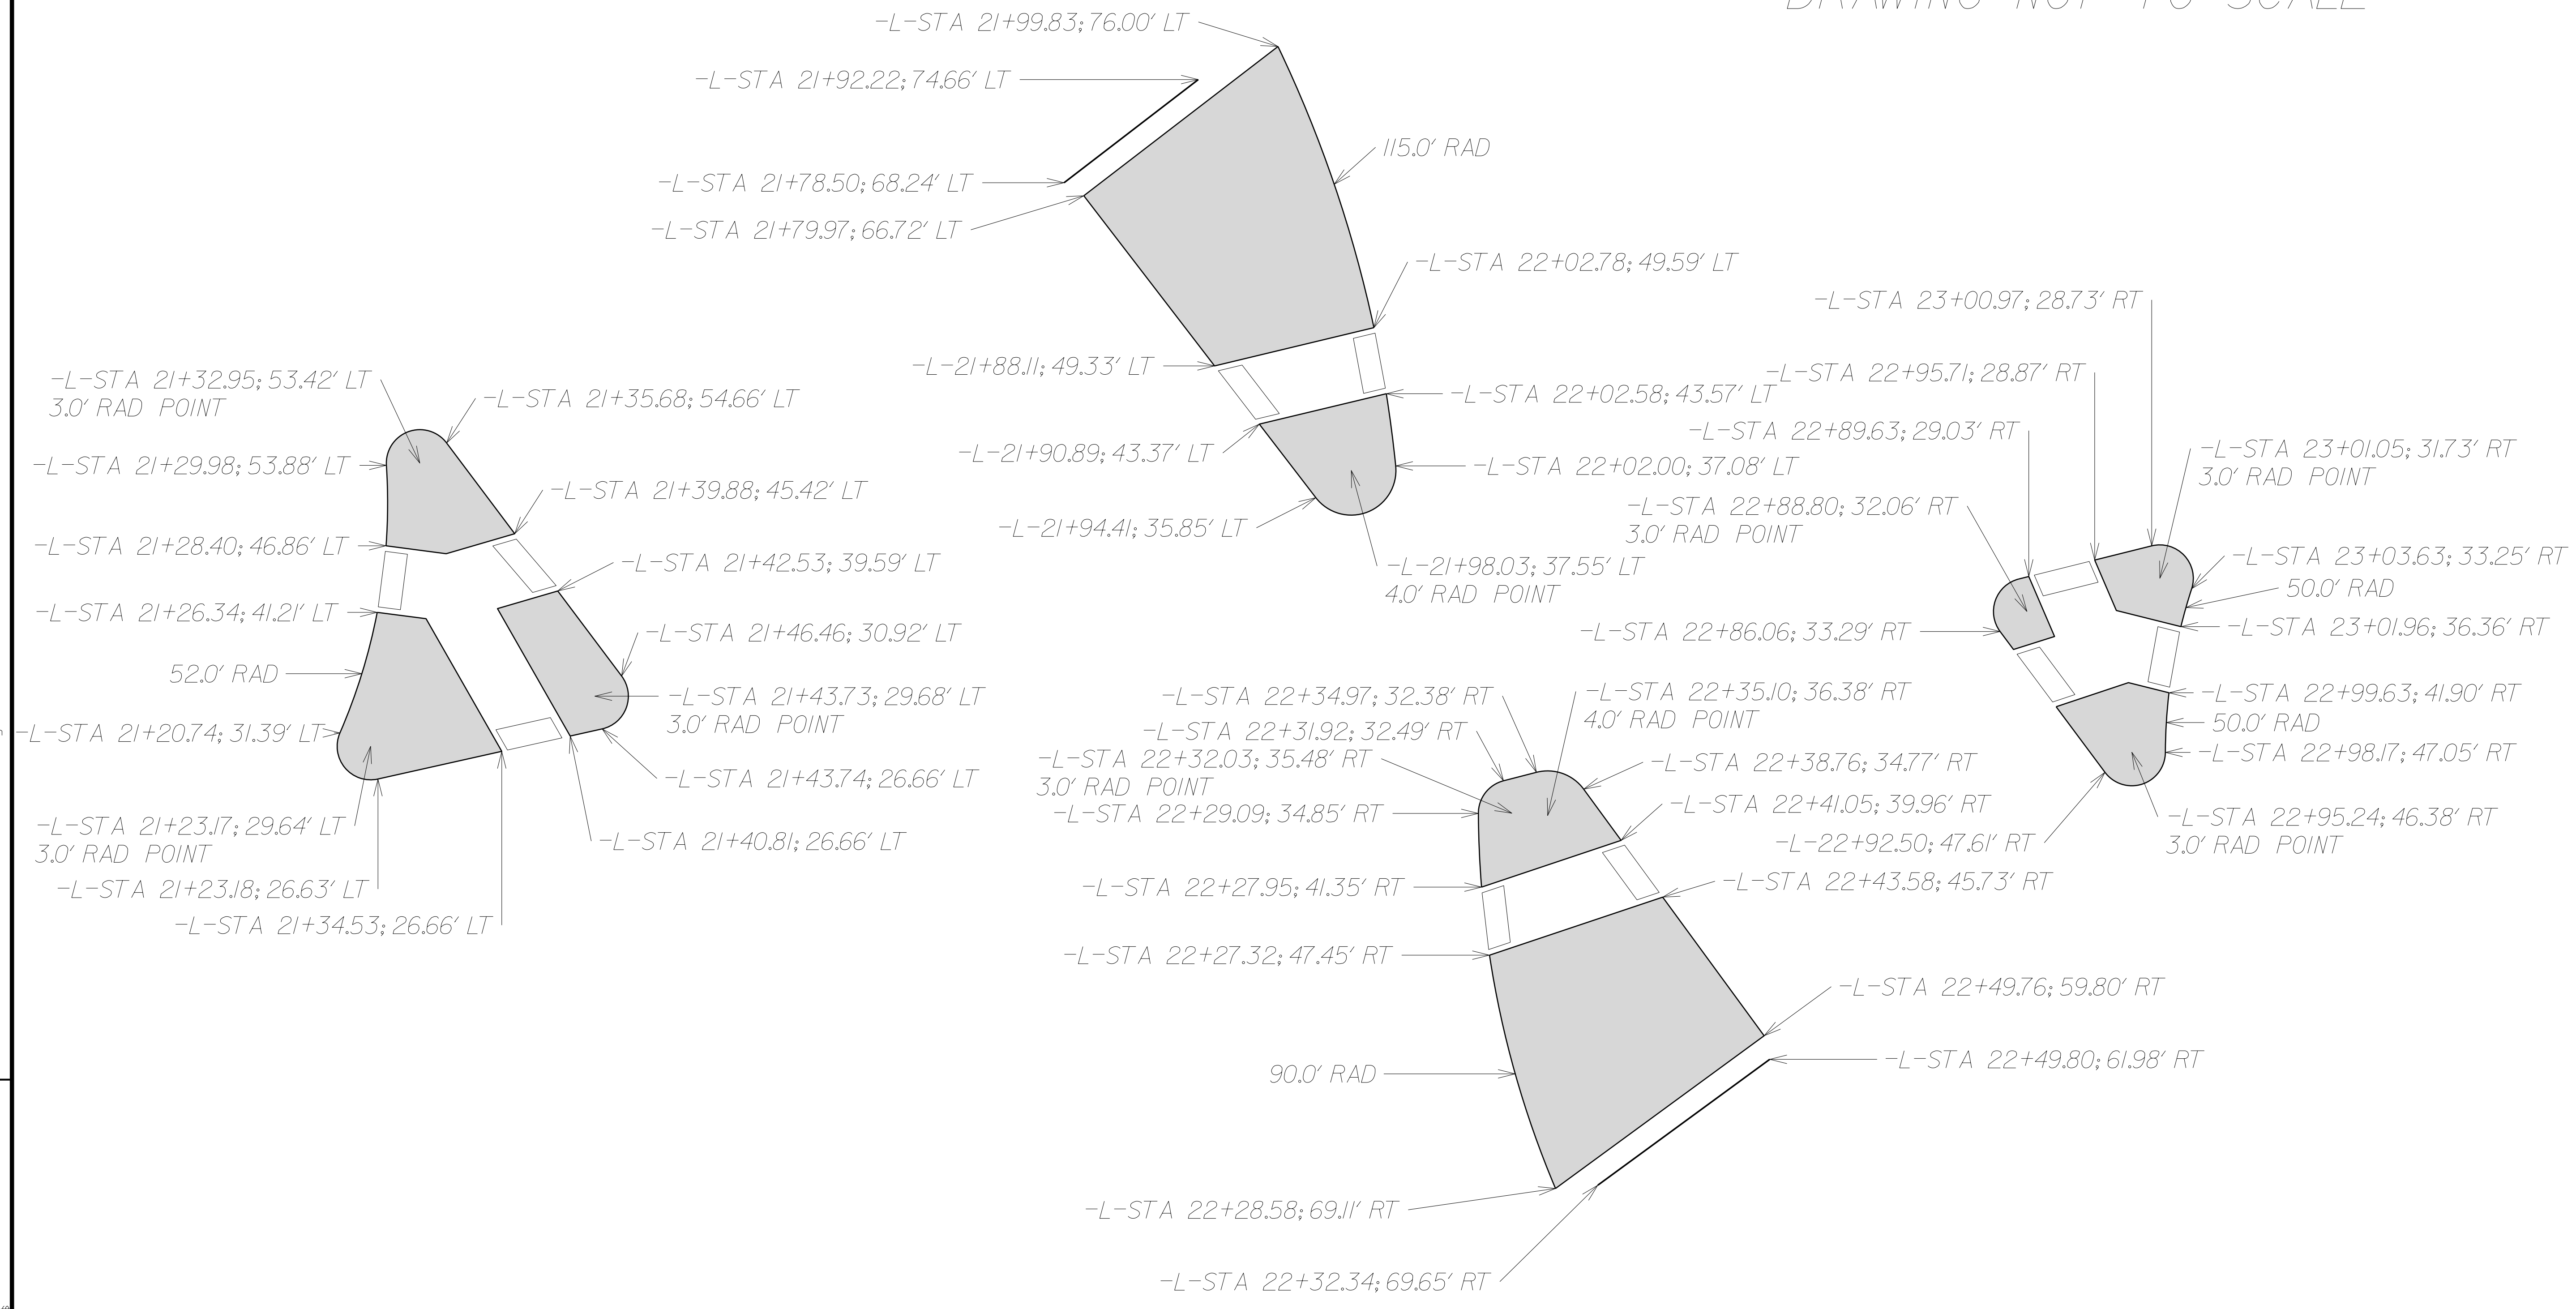 DRAWING NOT TO SCALE
-L-STA 21+99.83; 76.00' LT
-L-STA 21+92.22; 74.66' LT
115.0' RAD
-L-STA 21+78.50; 68.24' LT
-L-STA 21+79.97; 66.72' LT
-L-STA 22+02.78; 49.59' LT
-L-21+88.11; 49.33' LT
-L-STA 22+02.58; 43.57' LT
-L-21+90.89; 43.37' LT
-L-STA 22+02.00; 37.08' LT
-L-21+94.41; 35.85' LT
-L-21+98.03; 37.55' LT
4.0' RAD POINT
-L-STA 21+32.95; 53.42' LT
3.0' RAD POINT
-L-STA 21+35.68; 54.66' LT
-L-STA 21+29.98; 53.88' LT
-L-STA 21+39.88; 45.42' LT
-L-STA 21+28.40; 46.86' LT
-L-STA 21+42.53; 39.59' LT
-L-STA 21+26.34; 41.21' LT
-L-STA 21+46.46; 30.92' LT
52.0' RAD
-L-STA 21+43.73; 29.68' LT
3.0' RAD POINT
-L-STA 21+20.74; 31.39' LT
-L-STA 21+43.74; 26.66' LT
-L-STA 21+23.17; 29.64' LT
3.0' RAD POINT
-L-STA 21+40.81; 26.66' LT
-L-STA 21+23.18; 26.63' LT
-L-STA 21+34.53; 26.66' LT
-L-STA 23+00.97; 28.73' RT
-L-STA 22+95.71; 28.87' RT
-L-STA 22+89.63; 29.03' RT
-L-STA 23+01.05; 31.73' RT
3.0' RAD POINT
-L-STA 22+88.80; 32.06' RT
3.0' RAD POINT
-L-STA 23+03.63; 33.25' RT
50.0' RAD
-L-STA 22+86.06; 33.29' RT
-L-STA 23+01.96; 36.36' RT
-L-STA 22+99.63; 41.90' RT
50.0' RAD
-L-STA 22+98.17; 47.05' RT
-L-STA 22+95.24; 46.38' RT
3.0' RAD POINT
-L-22+92.50; 47.61' RT
-L-STA 22+34.97; 32.38' RT
-L-STA 22+35.10; 36.38' RT
4.0' RAD POINT
-L-STA 22+31.92; 32.49' RT
-L-STA 22+32.03; 35.48' RT
3.0' RAD POINT
-L-STA 22+38.76; 34.77' RT
-L-STA 22+29.09; 34.85' RT
-L-STA 22+41.05; 39.96' RT
-L-STA 22+27.95; 41.35' RT
-L-STA 22+43.58; 45.73' RT
-L-STA 22+27.32; 47.45' RT
-L-STA 22+49.76; 59.80' RT
-L-STA 22+49.80; 61.98' RT
90.0' RAD
-L-STA 22+28.58; 69.11' RT
-L-STA 22+32.34; 69.65' RT